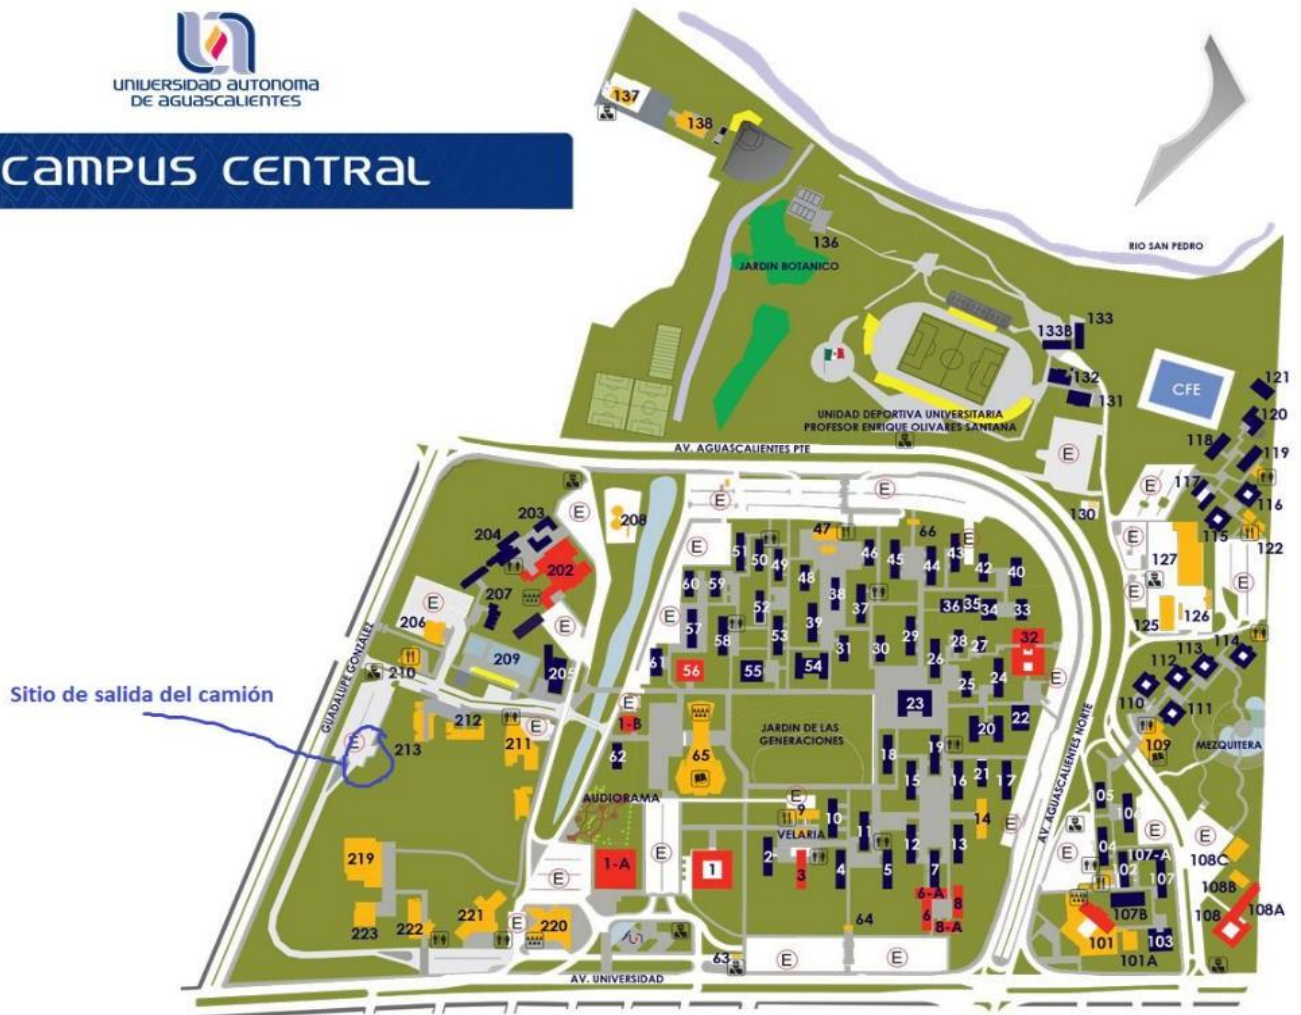 UNIVERSIDAD AUTONOMA
DE AGUASCALIENTES
CAMPUS CENTRAL
137
138
136
JARDIN BOTANICO
RIO SAN PEDRO
133B
133
132
131
CFE
121
120
119
118
117
116
115
122
UNIDAD DEPORTIVA UNIVERSITARIA
PROFESOR ENRIQUE OLIVARES SANTANA
AV. AGUASCALIENTES PTE
E
E
E
E
E
E
E
E
E
130
127
125
126
208
203
204
202
207
206
209
205
210
GUADALUPE GONZÁLEZ
Sitio de salida del camión
E
E
E
E
E
E
213
212
211
47
66
51
50
49
46
45
44
43
42
40
60
59
48
38
37
36
35
34
33
57
58
52
53
39
31
30
29
28
27
32
61
56
55
54
26
25
24
E
E
23
22
20
1-B
62
65
JARDIN DE LAS
GENERACIONES
18
19
15
16
21
17
114
113
112
111
110
109
MEZQUITERA
AV. AGUASCALIENTES NORTE
AUDIORAMA
E
9
10
VELARIA
11
14
12
13
E
E
E
E
1-A
1
2
3
4
5
7
6-A
6
8
8-A
105
106
104
102
107-A
107
107B
101
101A
103
E
E
E
108C
108B
108
108A
219
223
222
221
220
E
64
63
E
E
AV. UNIVERSIDAD